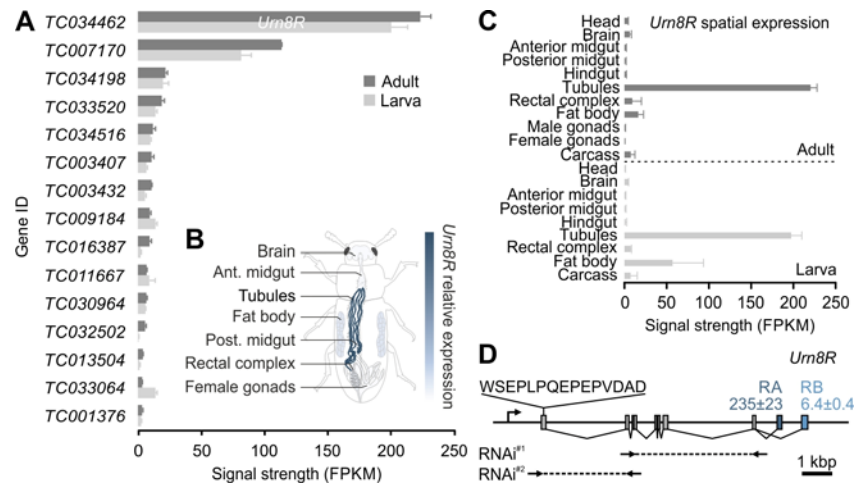 A
TC034462
Urn8R
TC007170
TC034198
TC033520
TC034516
TC003407
TC003432
TC009184
TC016387
TC011667
TC030964
TC032502
TC013504
TC033064
TC001376
Gene ID
Adult
Larva
0 50 100 150 200 250
Signal strength (FPKM)
B
Brain
Ant. midgut
Tubules
Fat body
Post. midgut
Rectal complex
Female gonads
Urn8R relative expression
C
Urn8R spatial expression
Head
Brain
Anterior midgut
Posterior midgut
Hindgut
Tubules
Rectal complex
Fat body
Male gonads
Female gonads
Carcass
Adult
Head
Brain
Anterior midgut
Posterior midgut
Hindgut
Tubules
Rectal complex
Fat body
Carcass
Larva
0 50 100 150 200 250
Signal strength (FPKM)
D
Urn8R
WSEPLPQEPEPVDAD
RA RB
235±23 6.4±0.4
RNAi#1
RNAi#2
1 kbp